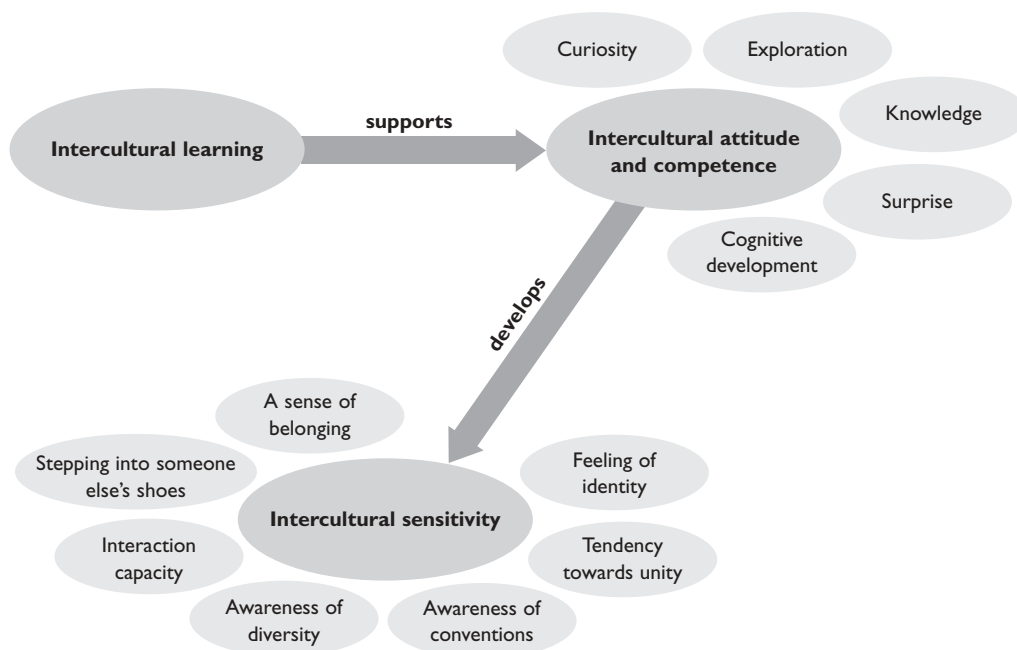 Curiosity
Exploration
Knowledge
Intercultural learning
supports
Intercultural attitude
and competence
Surprise
Cognitive
development
develops
A sense of
belonging
Stepping into someone
else's shoes
Feeling of
identity
Intercultural sensitivity
Interaction
capacity
Tendency
towards unity
Awareness of
diversity
Awareness of
conventions